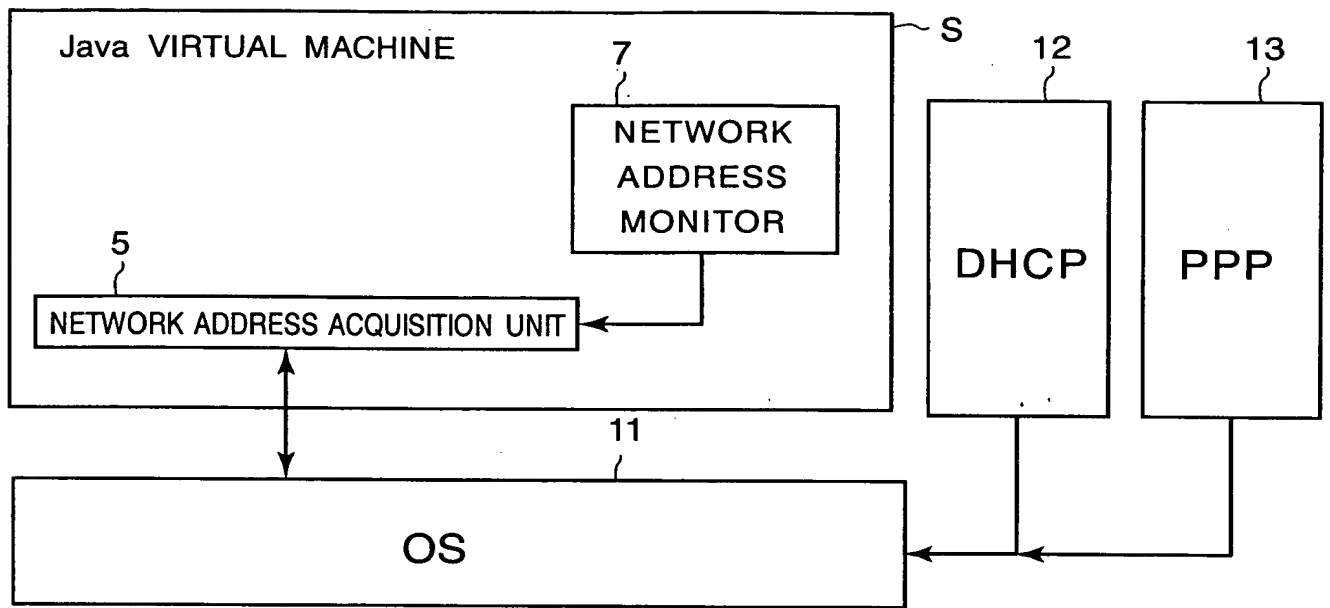 Java VIRTUAL MACHINE
S
7
NETWORK
ADDRESS
MONITOR
5
NETWORK ADDRESS ACQUISITION UNIT
12
DHCP
13
PPP
11
OS